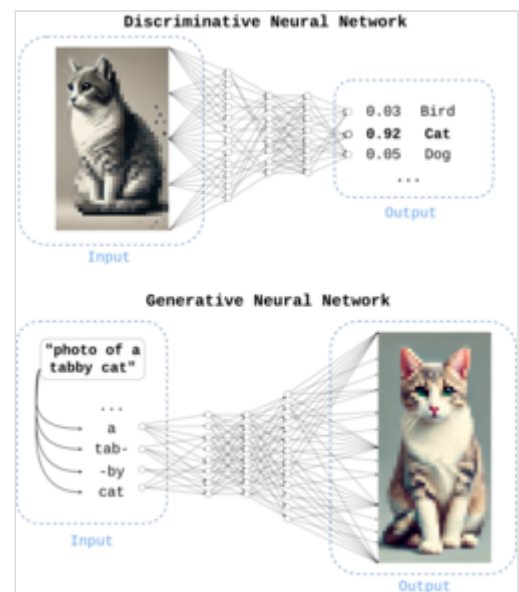 Discriminative Neural Network
0.03 Bird
0.92 Cat
0.05 Dog
...
Output
Input
Generative Neural Network
"photo of a
tabby cat"
...
a
tab-
-by
cat
Input
Output